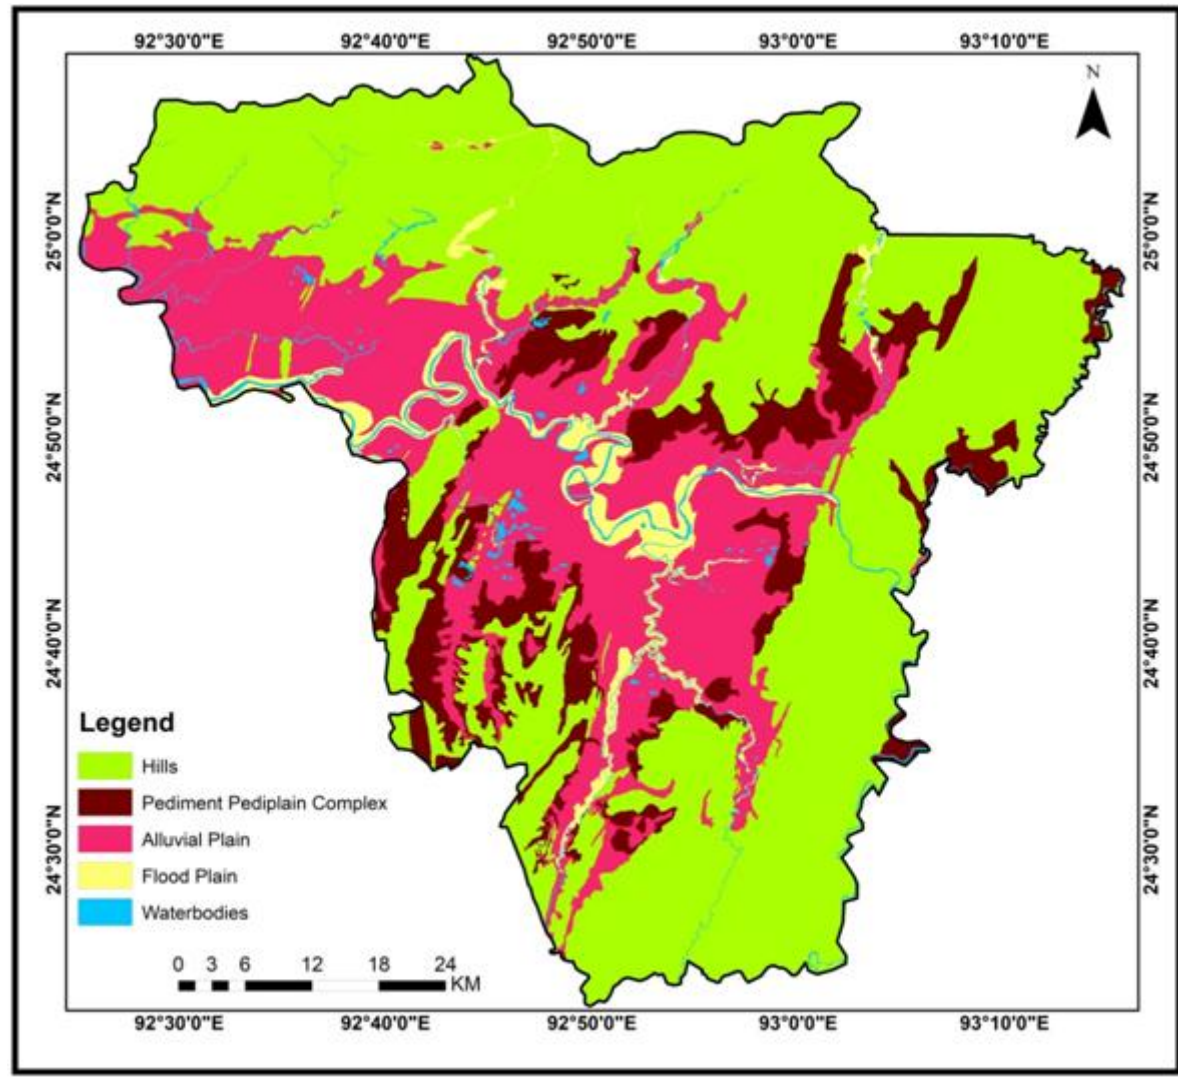 92°30'0"E 92°40'0"E 92°50'0"E 93°0'0"E 93°10'0"E
N
25°0'0"N
25°0'0"N
24°50'0"N
24°50'0"N
24°40'0"N
24°40'0"N
24°30'0"N
24°30'0"N
Legend
Hills
Pediment Pediplain Complex
Alluvial Plain
Flood Plain
Waterbodies
0 3 6 12 18 24
KM
92°30'0"E 92°40'0"E 92°50'0"E 93°0'0"E 93°10'0"E